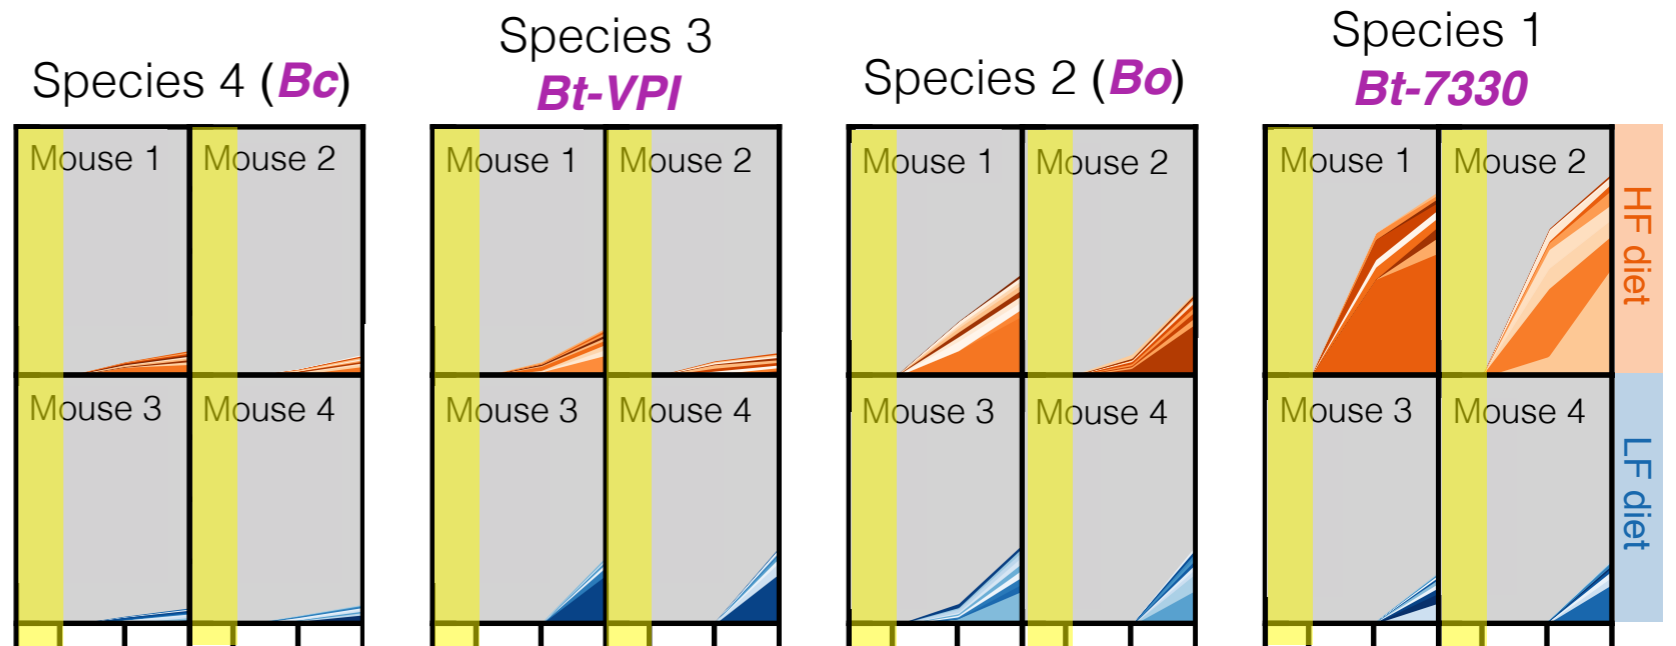 Species 4 (Bc)
Species 3
Bt-VPI
Species 2 (Bo)
Species 1
Bt-7330
Mouse 1
Mouse 2
Mouse 1
Mouse 2
Mouse 1
Mouse 2
Mouse 1
Mouse 2
HF diet
Mouse 3
Mouse 4
Mouse 3
Mouse 4
Mouse 3
Mouse 4
Mouse 3
Mouse 4
LF diet